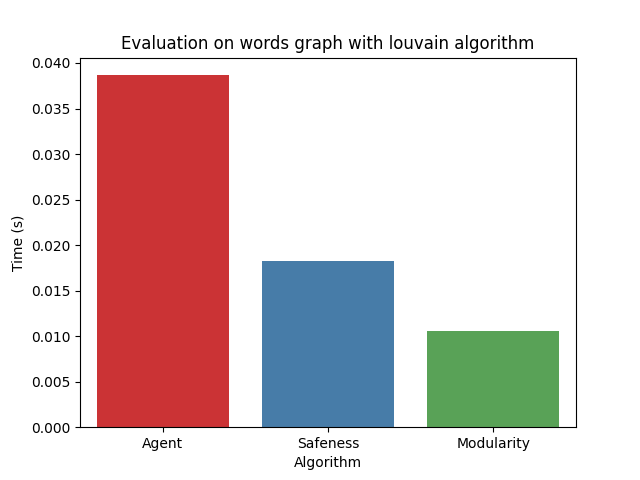 Evaluation on words graph with louvain algorithm
0.040
0.035
0.030
0.025
0.020
0.015
0.010
0.005
0.000
Time (s)
Agent
Safeness
Modularity
Algorithm